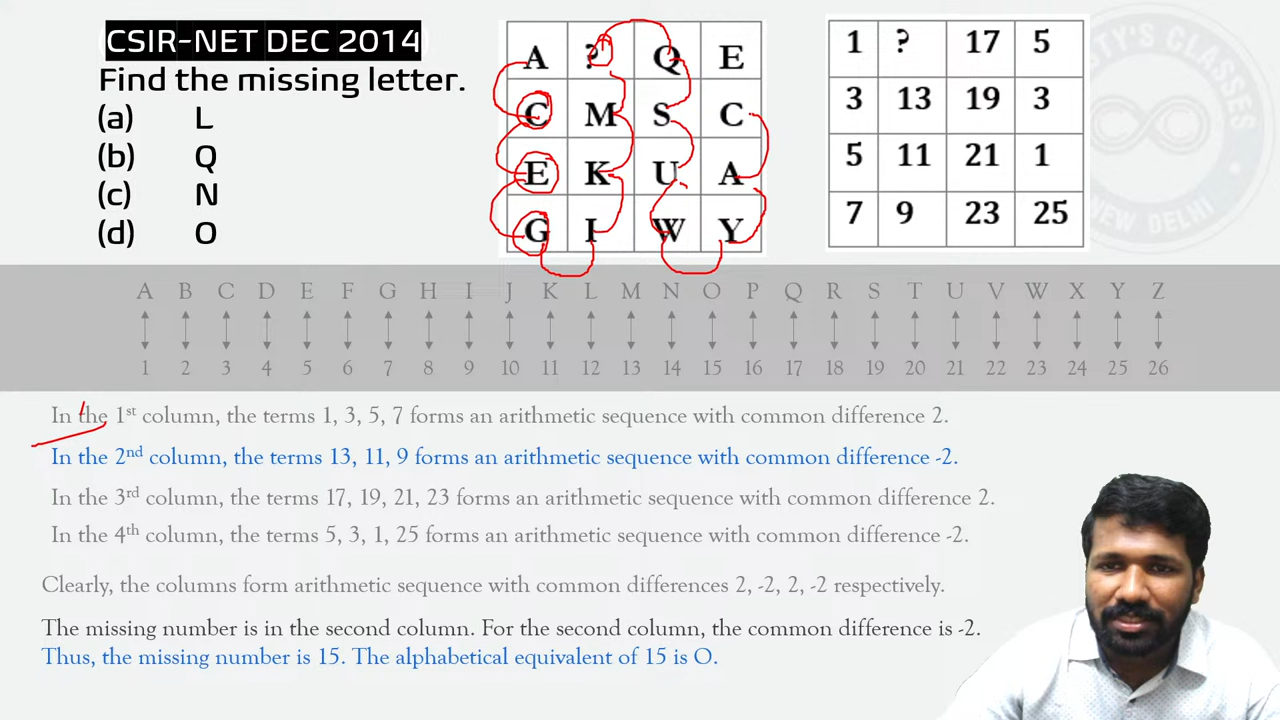 (CSIR-NET DEC 2014)
Find the missing letter.
(a) L
(b) Q
(c) N
(d) O
A ? Q E
C M S C
E K U A
G I W Y
1 ? 17 5
3 13 19 3
5 11 21 1
7 9 23 25
CLASSES
NEW DELHI
A B C D E F G H I J K L M N O P Q R S T U V W X Y Z
1 2 3 4 5 6 7 8 9 10 11 12 13 14 15 16 17 18 19 20 21 22 23 24 25 26
In the 1st column, the terms 1, 3, 5, 7 forms an arithmetic sequence with common difference 2.
In the 2nd column, the terms 13, 11, 9 forms an arithmetic sequence with common difference -2.
In the 3rd column, the terms 17, 19, 21, 23 forms an arithmetic sequence with common difference 2.
In the 4th column, the terms 5, 3, 1, 25 forms an arithmetic sequence with common difference -2.
Clearly, the columns form arithmetic sequence with common differences 2, -2, 2, -2 respectively.
The missing number is in the second column. For the second column, the common difference is -2.
Thus, the missing number is 15. The alphabetical equivalent of 15 is O.